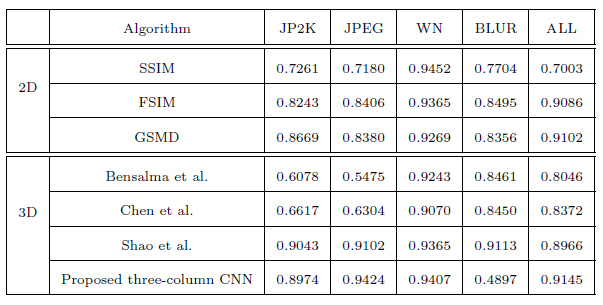 Algorithm JP2K JPEG WN BLUR ALL
2D
SSIM 0.7261 0.7180 0.9452 0.7704 0.7003
FSIM 0.8243 0.8406 0.9365 0.8495 0.9086
GSMD 0.8669 0.8380 0.9269 0.8356 0.9102
3D
Bensalma et al. 0.6078 0.5475 0.9243 0.8461 0.8046
Chen et al. 0.6617 0.6304 0.9070 0.8450 0.8372
Shao et al. 0.9043 0.9102 0.9365 0.9113 0.8966
Proposed three-column CNN 0.8974 0.9424 0.9407 0.4897 0.9145